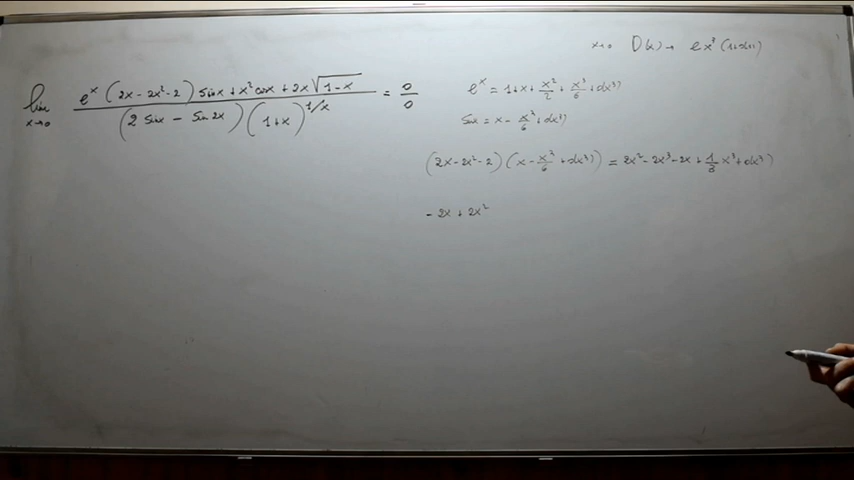 x→0 D(x) → e x³ (1+o(1))
lim x→0 e^x (2x - 2x² - 2) sin x + x² cos x + 2x √(1-x) / (2 sin x - sin 2x)(1+x)^(1/x) = 0/0
e^x = 1+x+ x²/2 + x³/6 + o(x³)
sin x = x - x³/6 + o(x³)
(2x - 2x² - 2)(x - x³/6 + o(x³)) = 2x² - 2x³ - 2x + 1/3 x³ + o(x³)
- 2x + 2x²